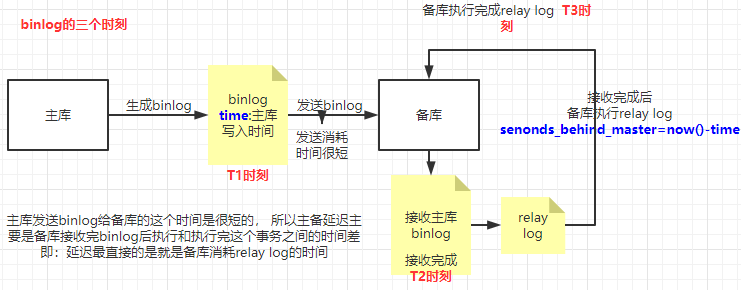 binlog的三个时刻
备库执行完成relay log T3时
刻
主库
生成binlog
binlog
time:主库
写入时间
T1时刻
发送binlog
发送消耗
时间很短
备库
接收完成后
备库执行relay log
senonds_behind_master=now()-time
接收主库
binlog
接收完成
T2时刻
relay
log
主库发送binlog给备库的这个时间是很短的， 所以主备延迟主
要是备库接收完binlog后执行和执行完这个事务之间的时间差
即：延迟最直接的是就是备库消耗relay log的时间